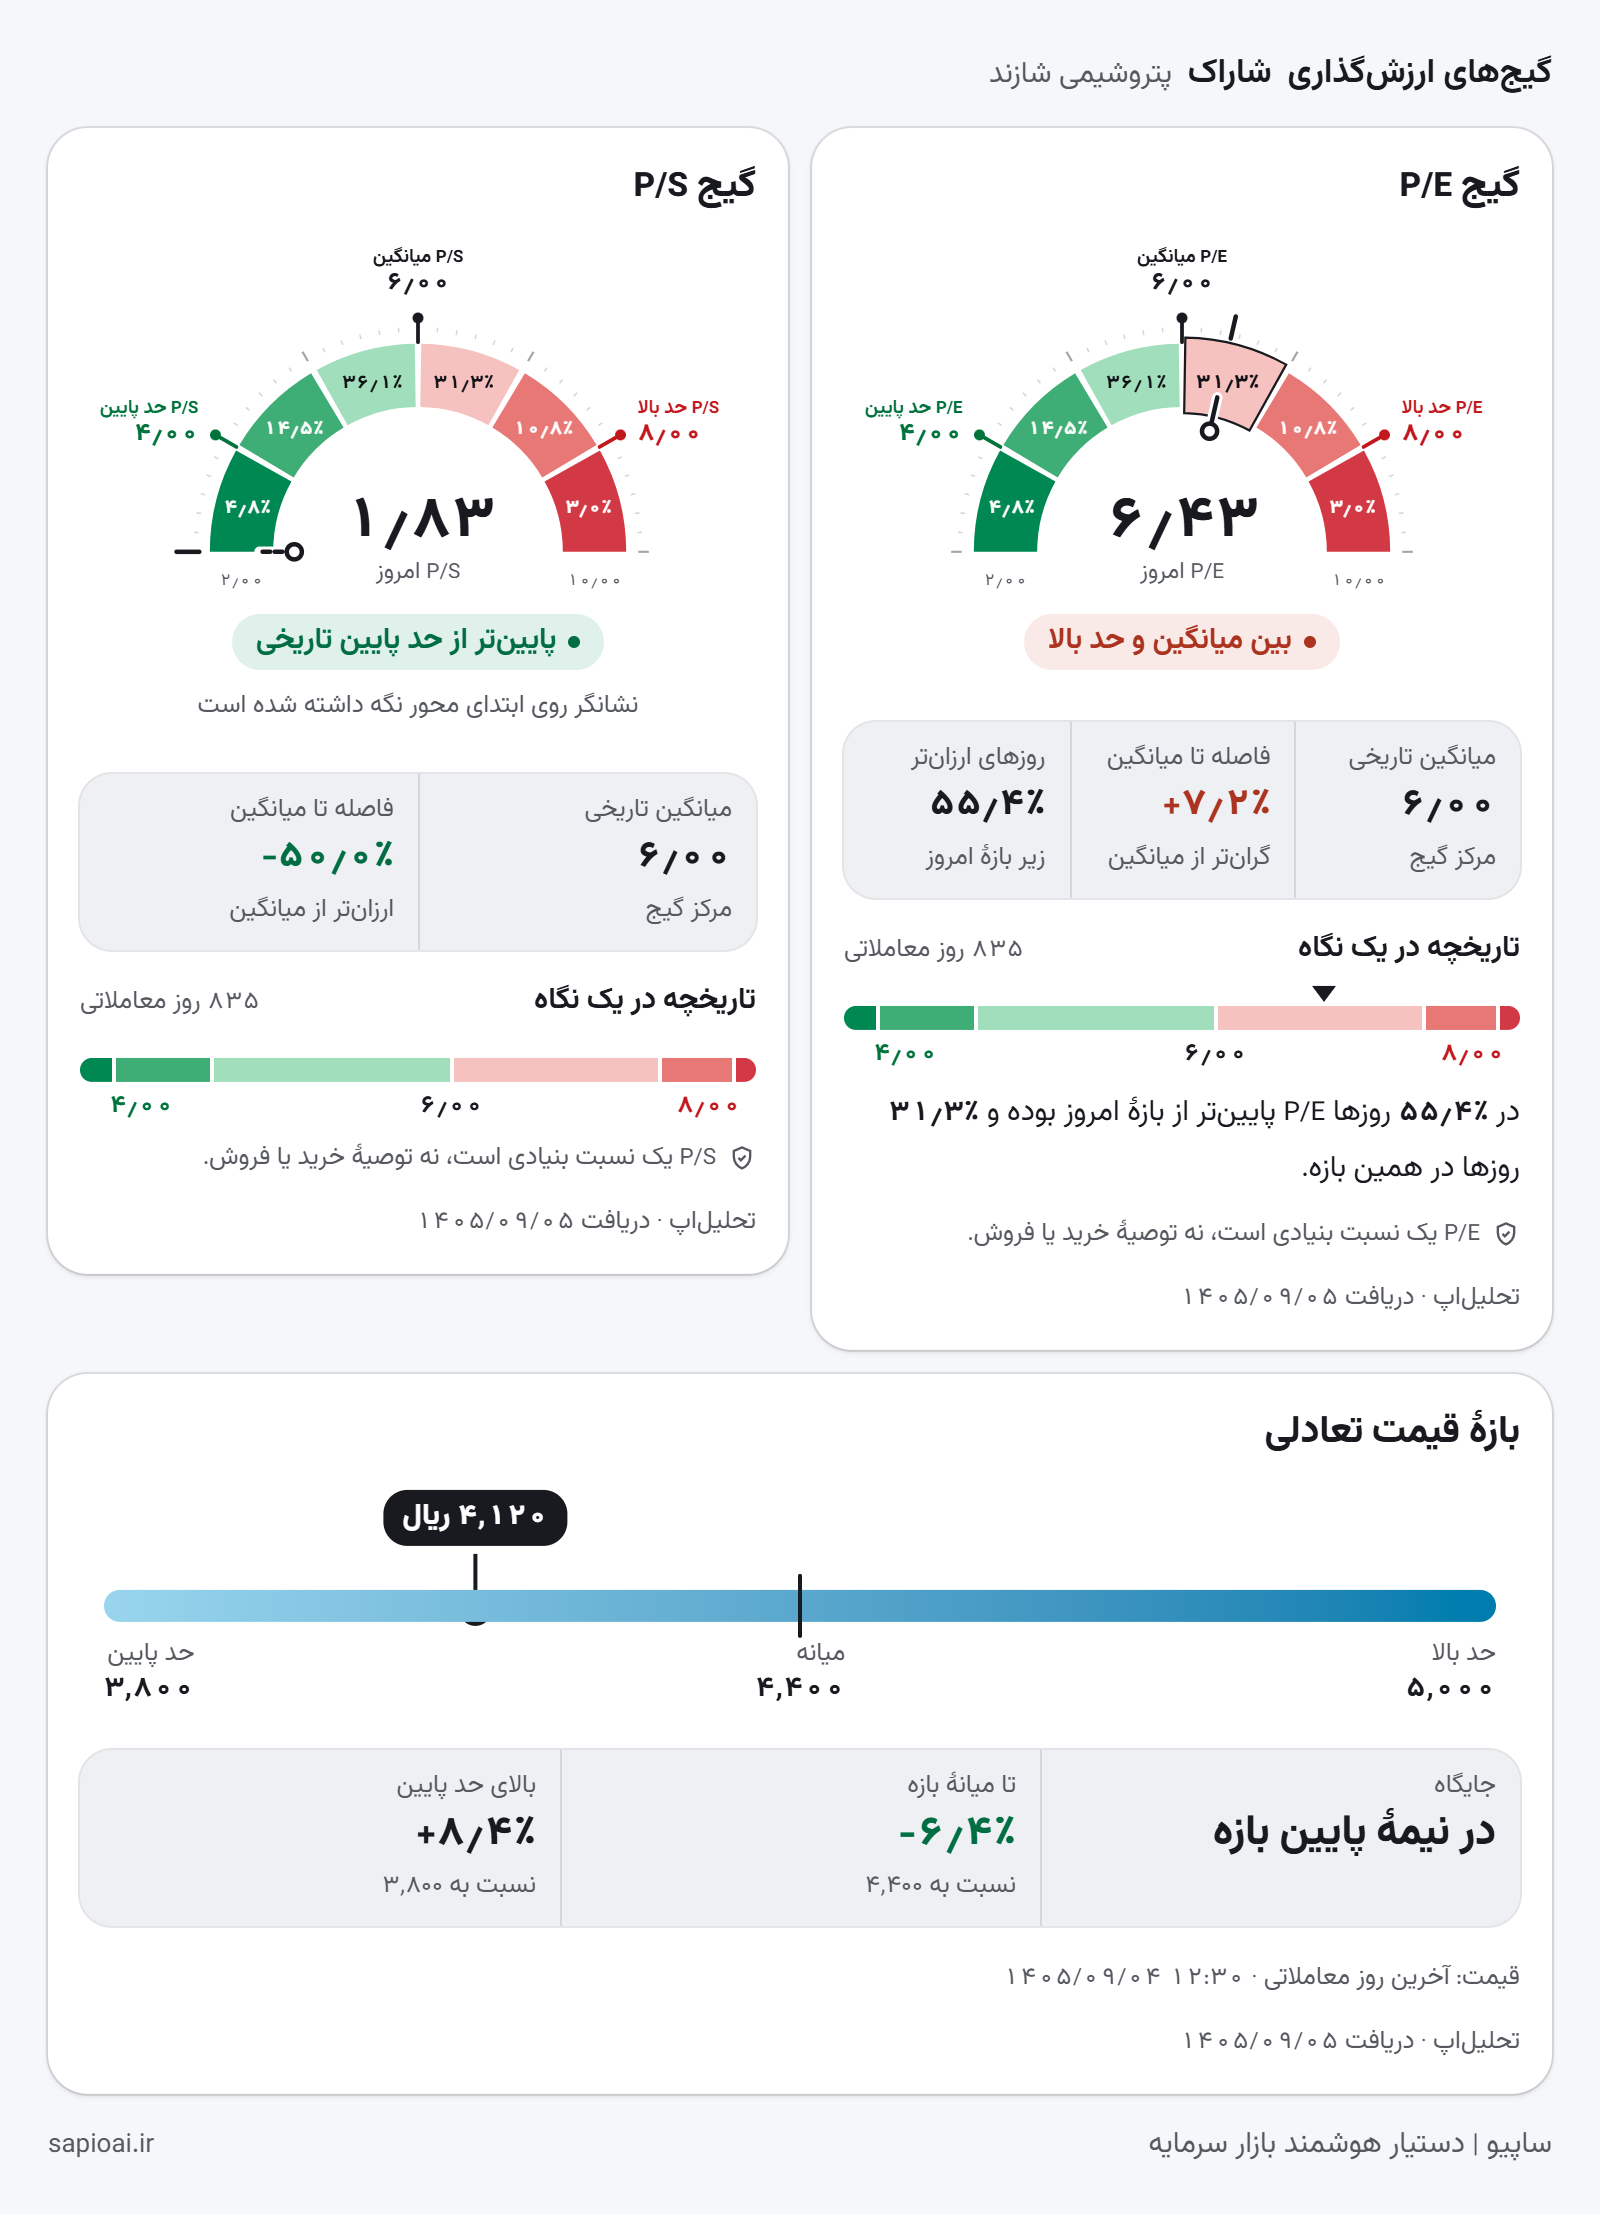 گیج‌های ارزش‌گذاری شاراک پتروشیمی شازند
گیج P/E
P/E میانگین
۶٫۰۰
P/E حد بالا
۸٫۰۰
P/E حد پایین
۴٫۰۰
۳۶٫۱٪
۳۱٫۳٪
۱۴٫۵٪
۱۰٫۸٪
۴٫۸٪
۳٫۰٪
۶٫۴۳
P/E امروز
۲٫۰۰
۱۰٫۰۰
بین میانگین و حد بالا
میانگین تاریخی
۶٫۰۰
مرکز گیج
فاصله تا میانگین
+۷٫۲٪
گران‌تر از میانگین
روزهای ارزان‌تر
۵۵٫۴٪
زیر بازهٔ امروز
تاریخچه در یک نگاه
۸۳۵ روز معاملاتی
۴٫۰۰
۶٫۰۰
۸٫۰۰
در ۵۵٫۴٪ روزها P/E پایین‌تر از بازهٔ امروز بوده و ۳۱٫۳٪
روزها در همین بازه.
P/E یک نسبت بنیادی است، نه توصیهٔ خرید یا فروش.
تحلیل‌اپ · دریافت ۱۴۰۵/۰۹/۰۵
گیج P/S
P/S میانگین
۶٫۰۰
P/S حد بالا
۸٫۰۰
P/S حد پایین
۴٫۰۰
۳۶٫۱٪
۳۱٫۳٪
۱۴٫۵٪
۱۰٫۸٪
۴٫۸٪
۳٫۰٪
۱٫۸۳
P/S امروز
۲٫۰۰
۱۰٫۰۰
پایین‌تر از حد پایین تاریخی
نشانگر روی ابتدای محور نگه داشته شده است
میانگین تاریخی
۶٫۰۰
مرکز گیج
فاصله تا میانگین
-۵۰٫۰٪
ارزان‌تر از میانگین
تاریخچه در یک نگاه
۸۳۵ روز معاملاتی
۴٫۰۰
۶٫۰۰
۸٫۰۰
P/S یک نسبت بنیادی است، نه توصیهٔ خرید یا فروش.
تحلیل‌اپ · دریافت ۱۴۰۵/۰۹/۰۵
بازهٔ قیمت تعادلی
۴,۱۲۰ ریال
حد بالا
۵,۰۰۰
میانه
۴,۴۰۰
حد پایین
۳,۸۰۰
جایگاه
در نیمهٔ پایین بازه
تا میانهٔ بازه
-۶٫۴٪
نسبت به ۴,۴۰۰
بالای حد پایین
+۸٫۴٪
نسبت به ۳,۸۰۰
قیمت: آخرین روز معاملاتی · ۱۲:۳۰ ۱۴۰۵/۰۹/۰۴
تحلیل‌اپ · دریافت ۱۴۰۵/۰۹/۰۵
ساپیو | دستیار هوشمند بازار سرمایه
sapioai.ir